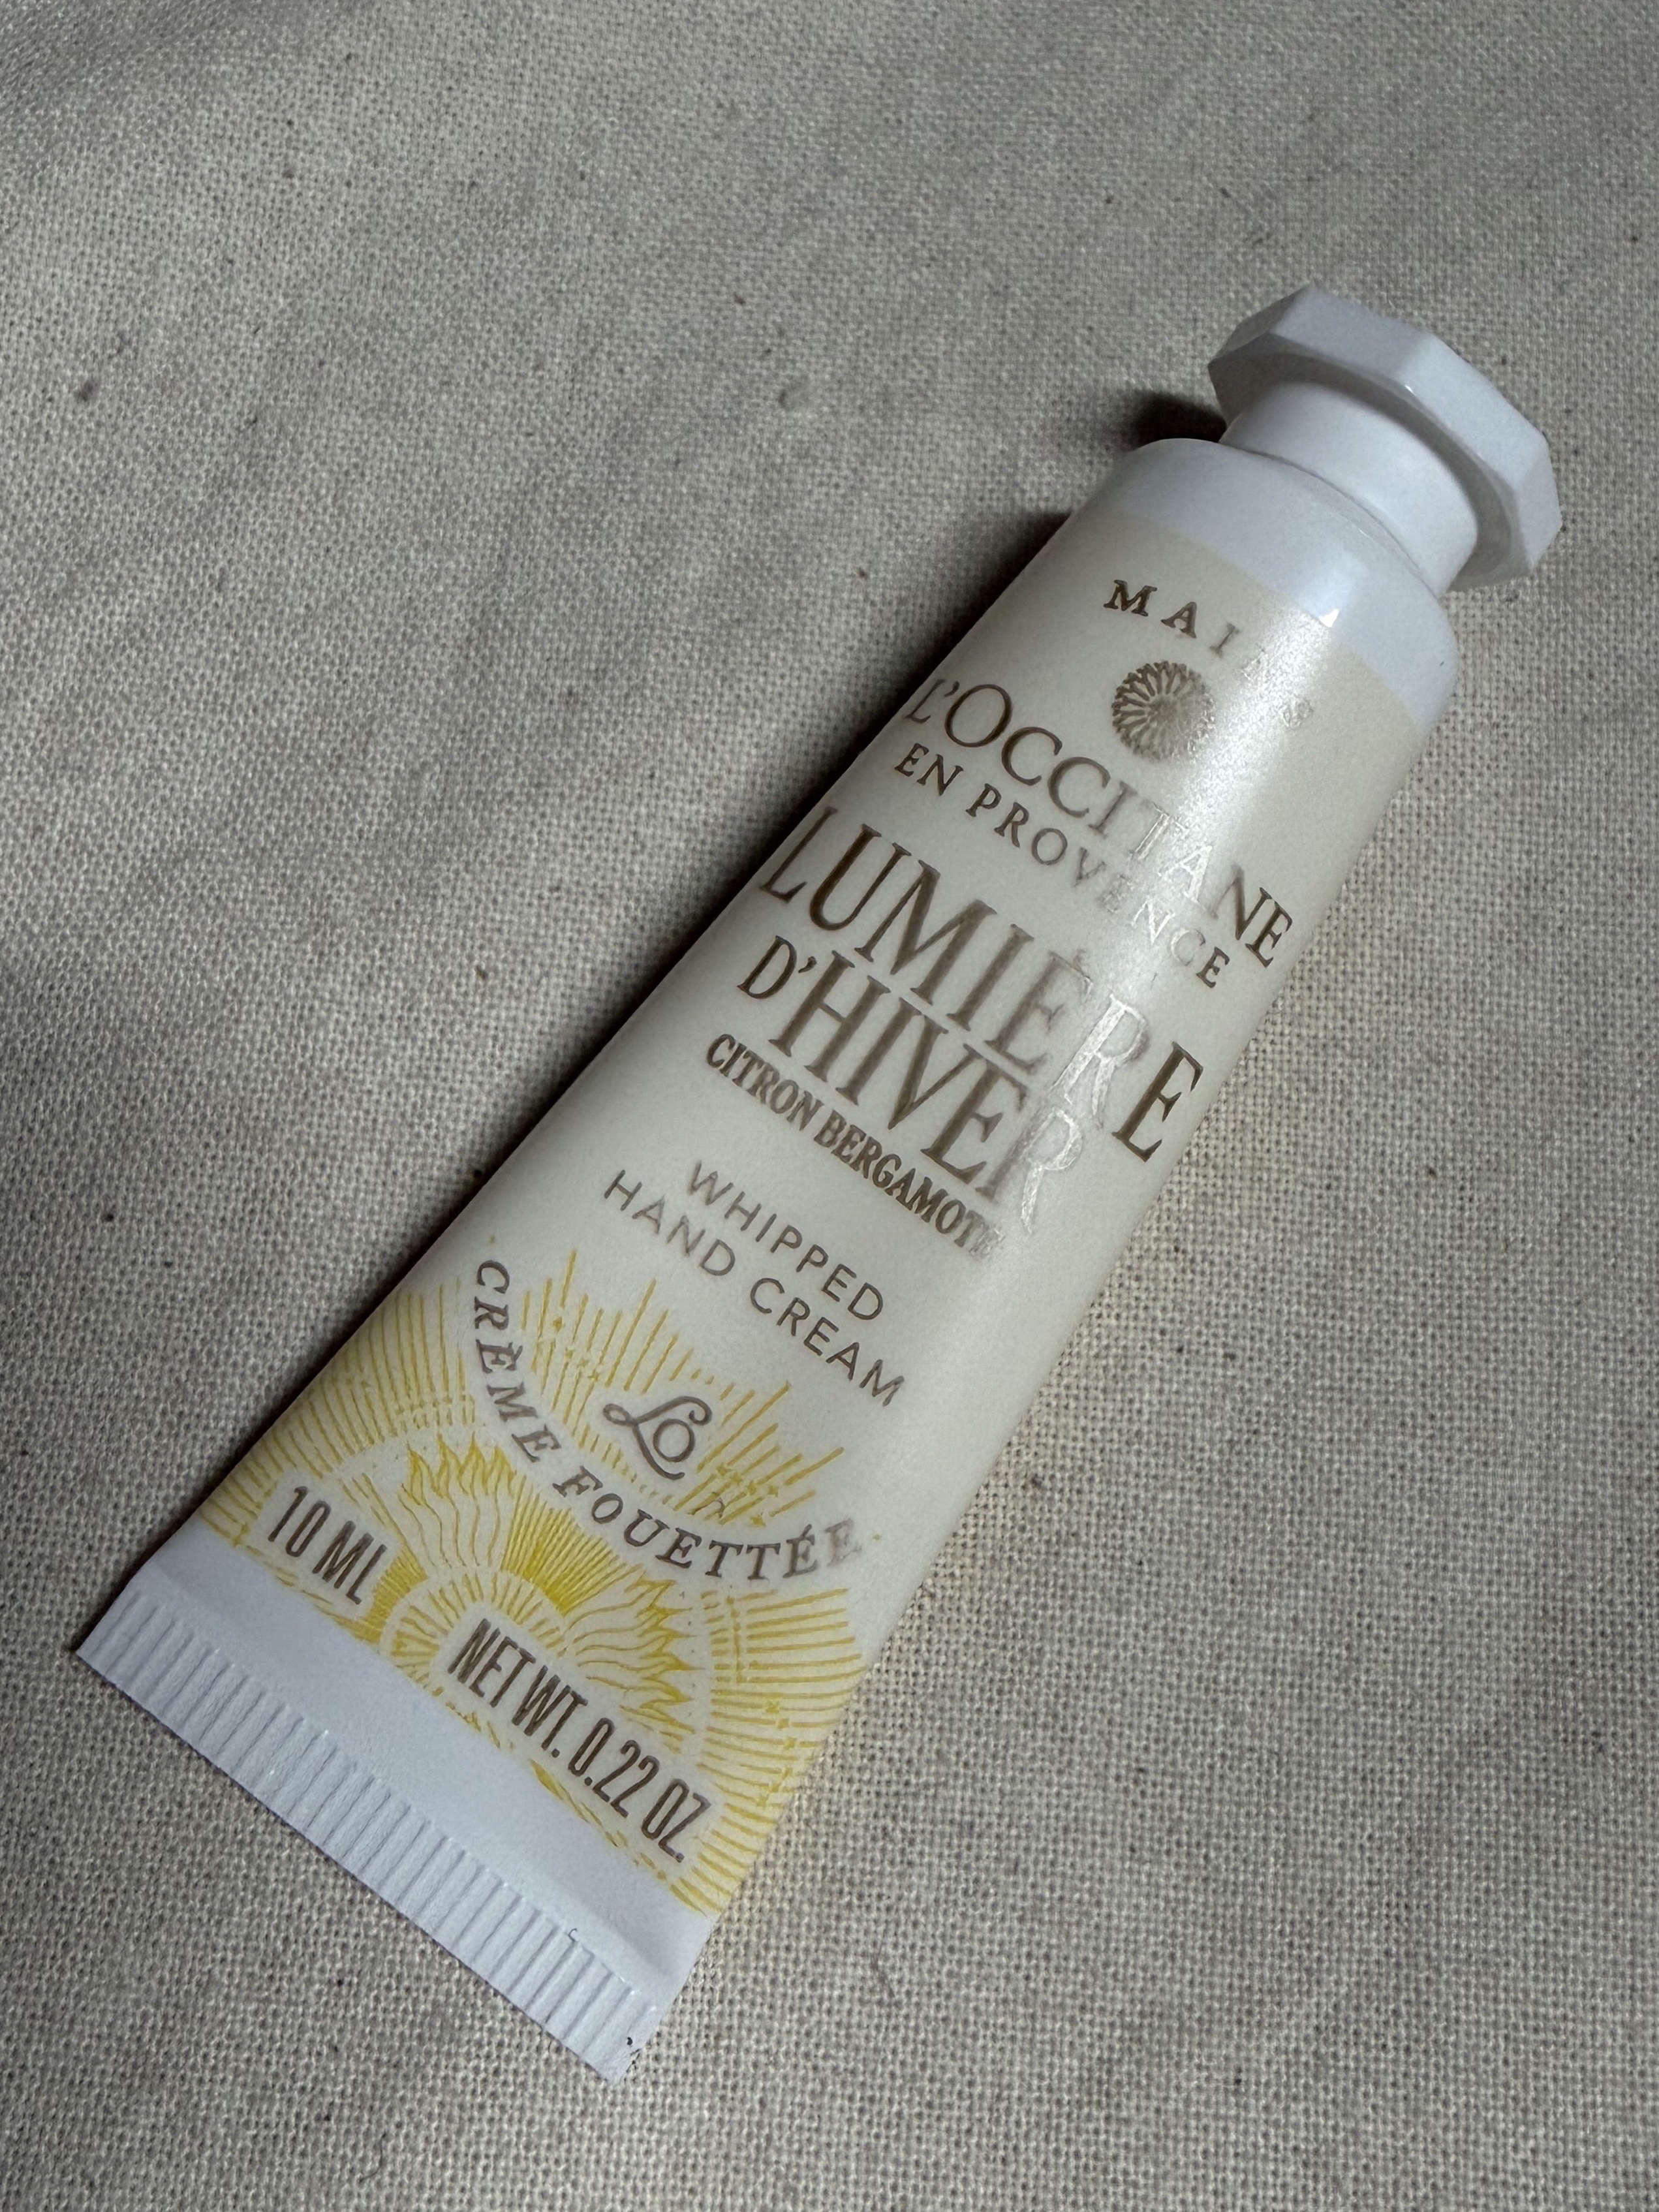 MAINS
L'OCCITANE
EN PROVENCE
LUMIÈRE
D'HIVER
CITRON BERGAMOTE
WHIPPED
HAND CREAM
LO
CRÈME FOUETTÉE
10 ML
NET WT. 0.22 OZ.